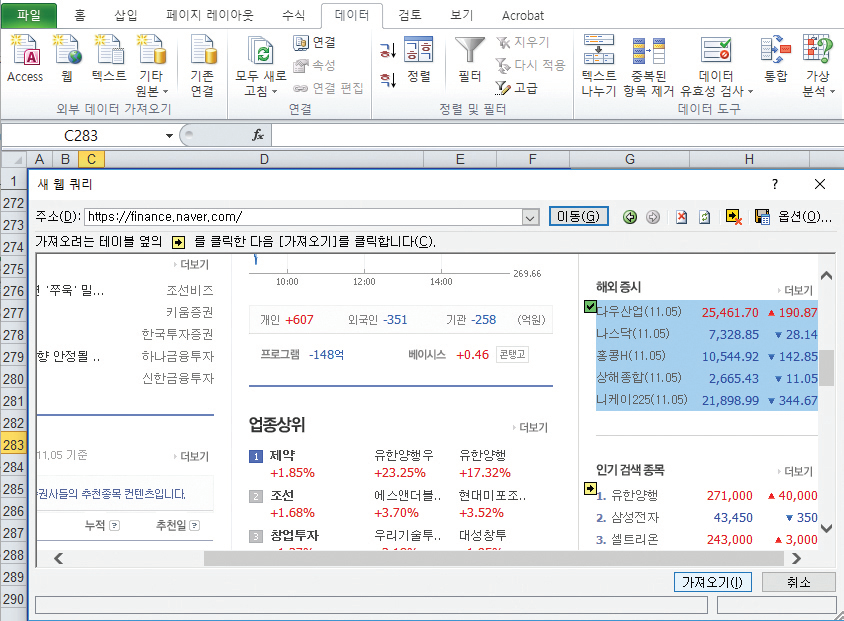 파일 홈 삽입 페이지 레이아웃 수식 데이터 검토 보기 Acrobat
Access 웹 텍스트 기타 원본 기존 연결 모두 새로 고침 연결 속성 연결 편집 정렬 필터 지우기 다시 적용 고급 텍스트 나누기 중복된 항목 제거 데이터 유효성 검사 통합 가상 분석
외부 데이터 가져오기 연결 정렬 및 필터 데이터 도구
C283 fx
A B C D E F G H
1
272
273
274
275
276
277
278
279
280
281
282
283
284
285
286
287
288
289
290
새 웹 쿼리 ?
주소(D): https://finance.naver.com/ 이동(G) 옵션(O)...
가져오려는 테이블 옆의 를 클릭한 다음 [가져오기]를 클릭합니다(C).
더보기
'쭈욱' 밀... 조선비즈
키움증권
한국투자증권
향 안정될 .. 하나금융투자
신한금융투자
11.05 기준 더보기
권사들의 추천종목 컨텐츠입니다.
누적 ? 추천일 ?
269.66
10:00 12:00 14:00
개인 +607 외국인 -351 기관 -258 (억원)
프로그램 -148억 베이시스 +0.46 콘탱고
업종상위 더보기
1 제약 유한양행우 유한양행
+1.85% +23.25% +17.32%
2 조선 에스앤더블.. 현대미포조..
+1.68% +3.70% +3.52%
3 창업투자 우리기술투.. 대성창투
해외 증시 더보기
다우산업(11.05) 25,461.70 ▲ 190.87
나스닥(11.05) 7,328.85 ▼ 28.14
홍콩H(11.05) 10,544.92 ▼ 142.85
상해종합(11.05) 2,665.43 ▼ 11.05
니케이225(11.05) 21,898.99 ▼ 344.67
인기 검색 종목 더보기
1. 유한양행 271,000 ▲ 40,000
2. 삼성전자 43,450 ▼ 350
3. 셀트리온 243,000 ▲ 3,000
가져오기(I) 취소